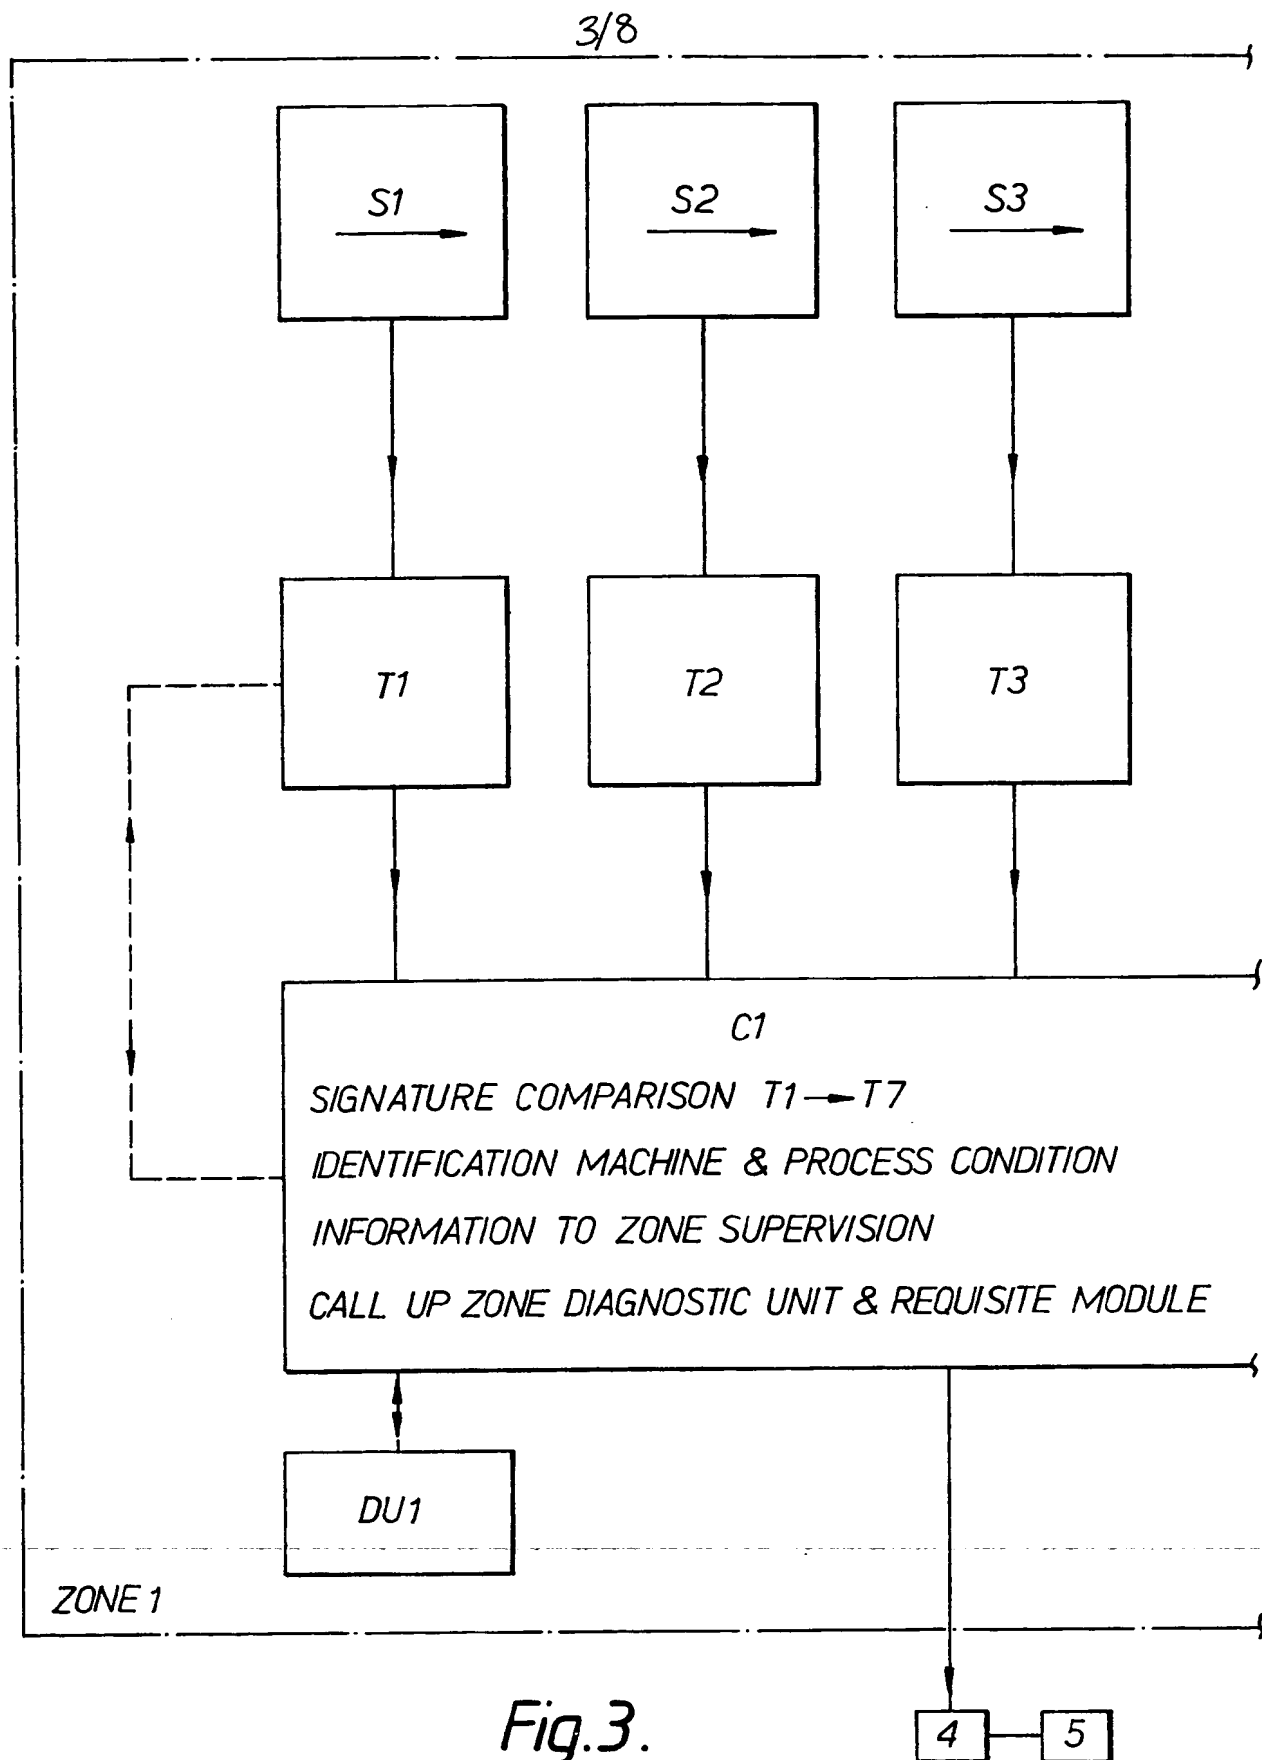 3/8
S1
S2
S3
T1
T2
T3
C1
SIGNATURE COMPARISON T1 → T7
IDENTIFICATION MACHINE & PROCESS CONDITION
INFORMATION TO ZONE SUPERVISION
CALL UP ZONE DIAGNOSTIC UNIT & REQUISITE MODULE
DU1
ZONE 1
4
5
Fig.3.